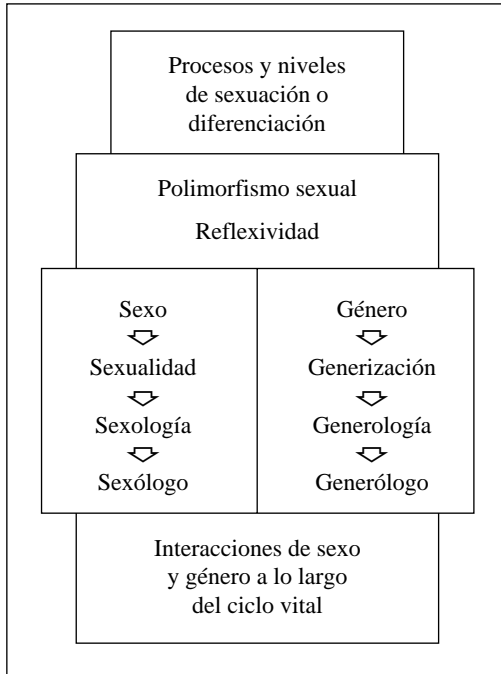 Procesos y niveles
de sexuación o
diferenciación
Polimorfismo sexual
Reflexividad
Sexo
Sexualidad
Sexología
Sexólogo
Género
Generización
Generología
Generólogo
Interacciones de sexo
y género a lo largo
del ciclo vital